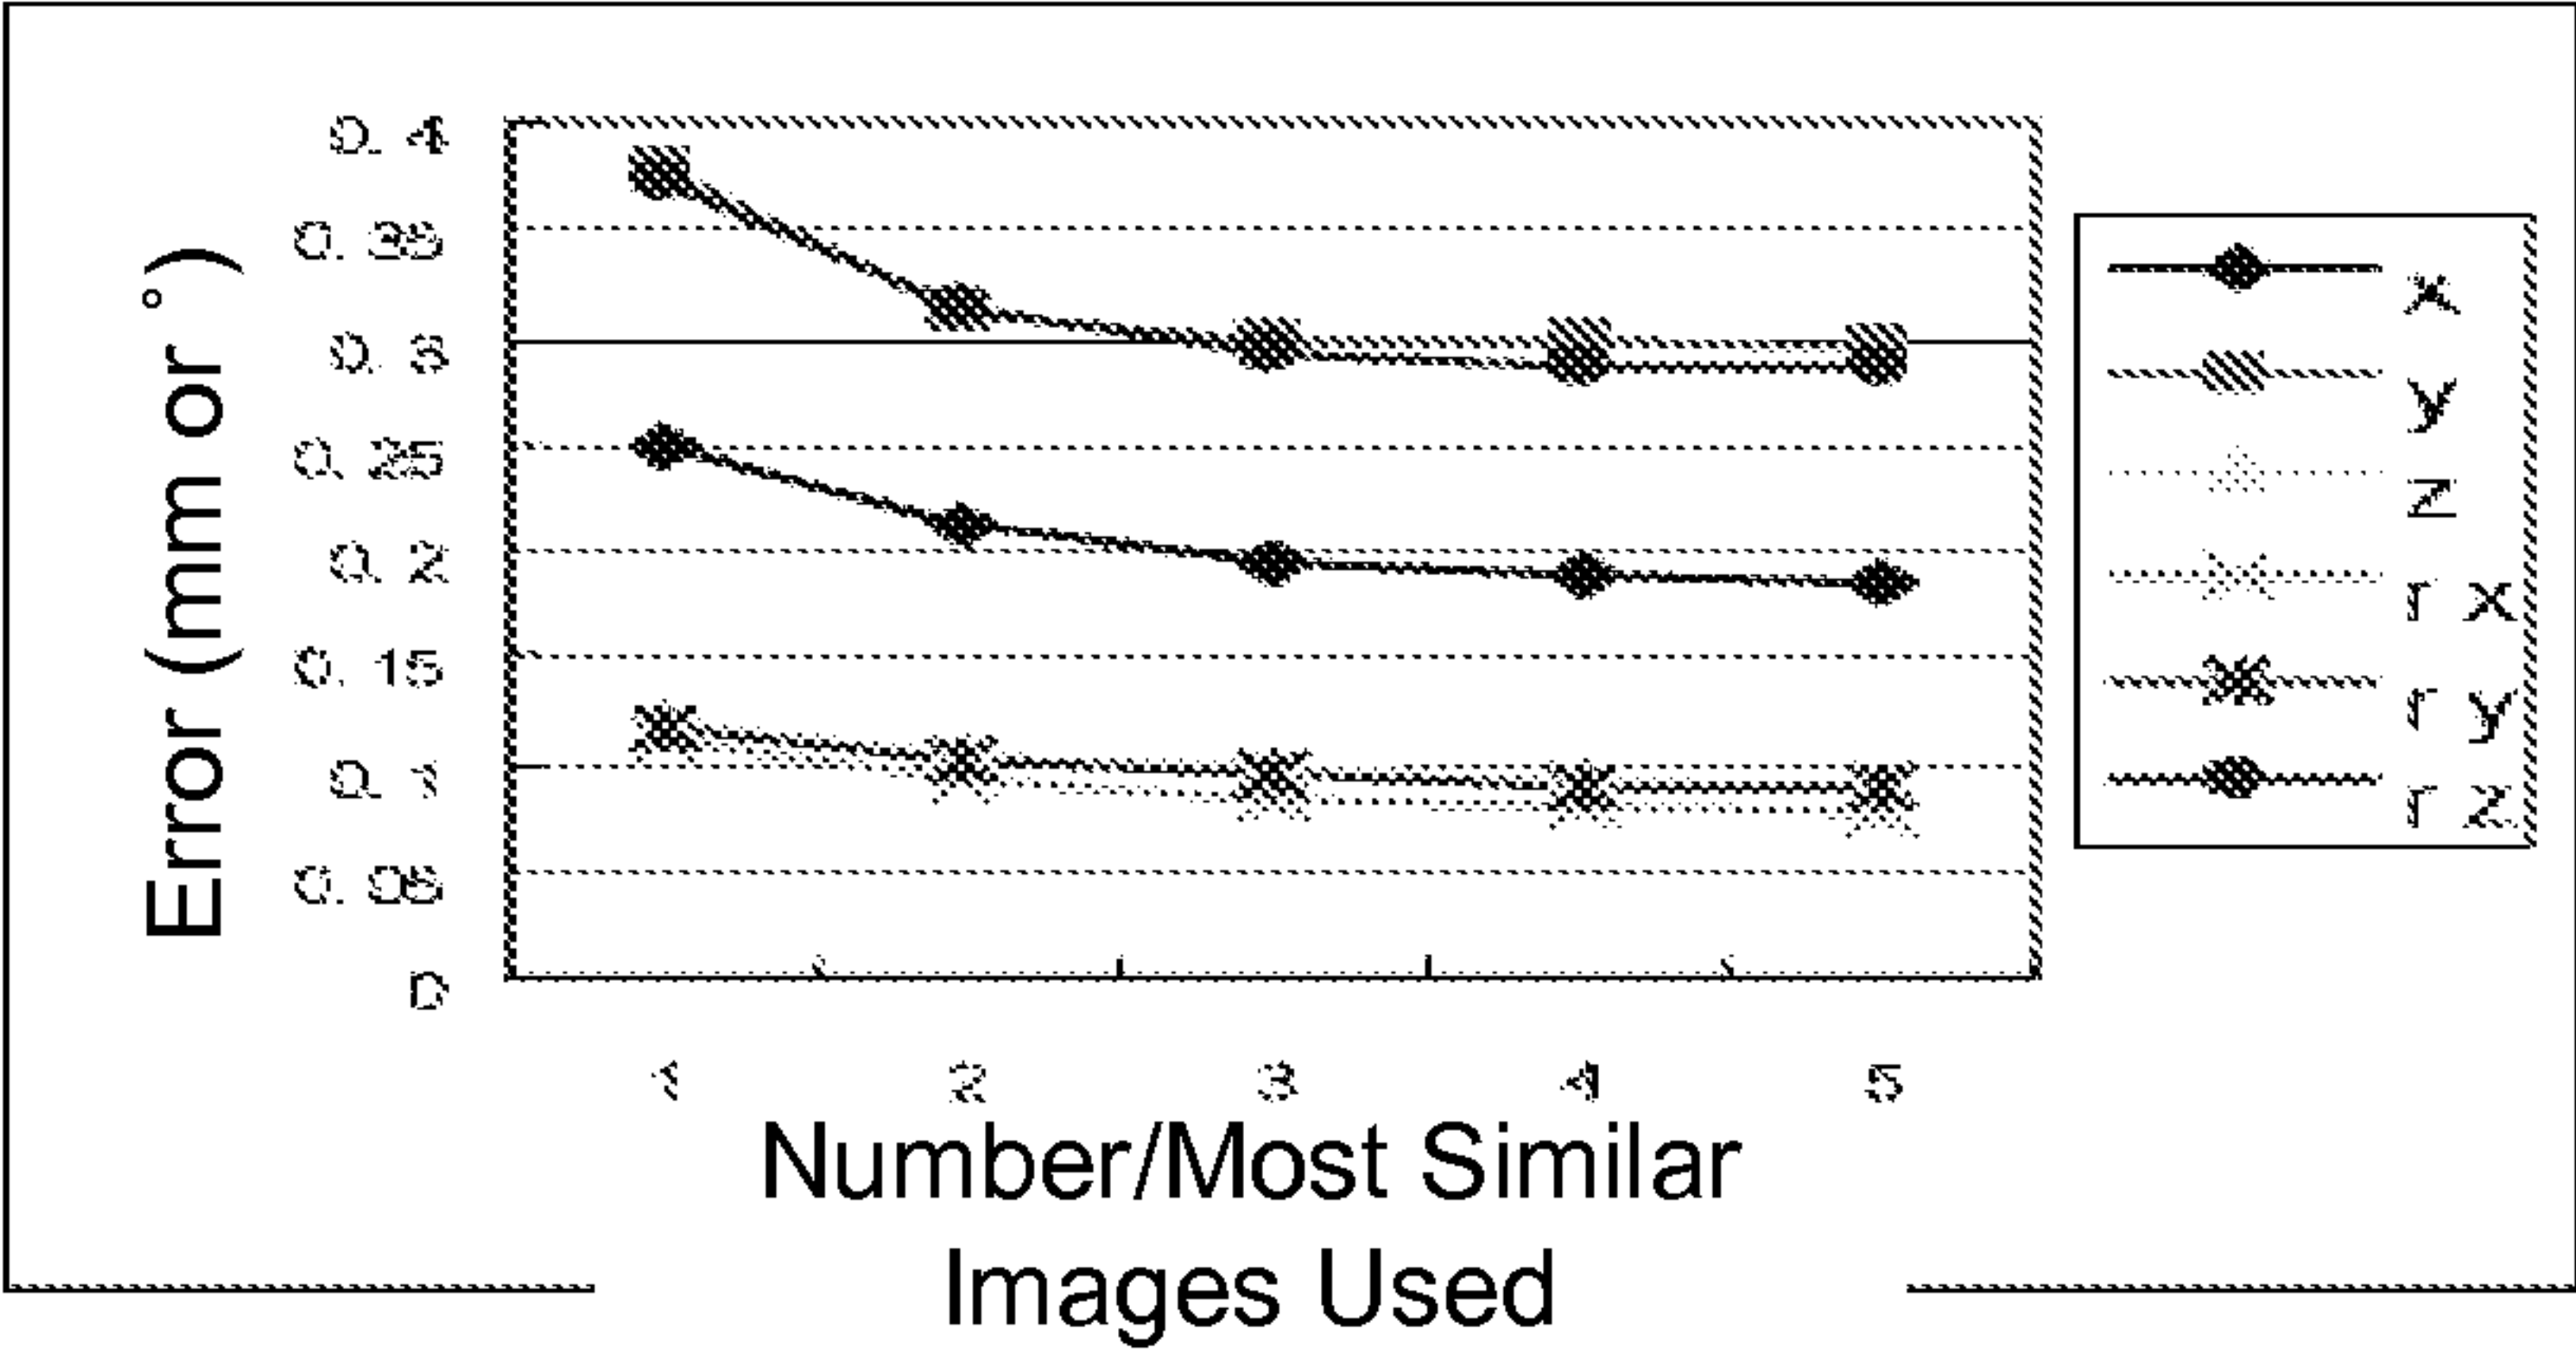 Error (mm or °)
0. 4
0. 35
0. 3
0. 25
0. 2
0. 15
0. 1
0. 05
0
1 2 3 4 5
Number/Most Similar
Images Used
x
y
z
r x
r y
r z